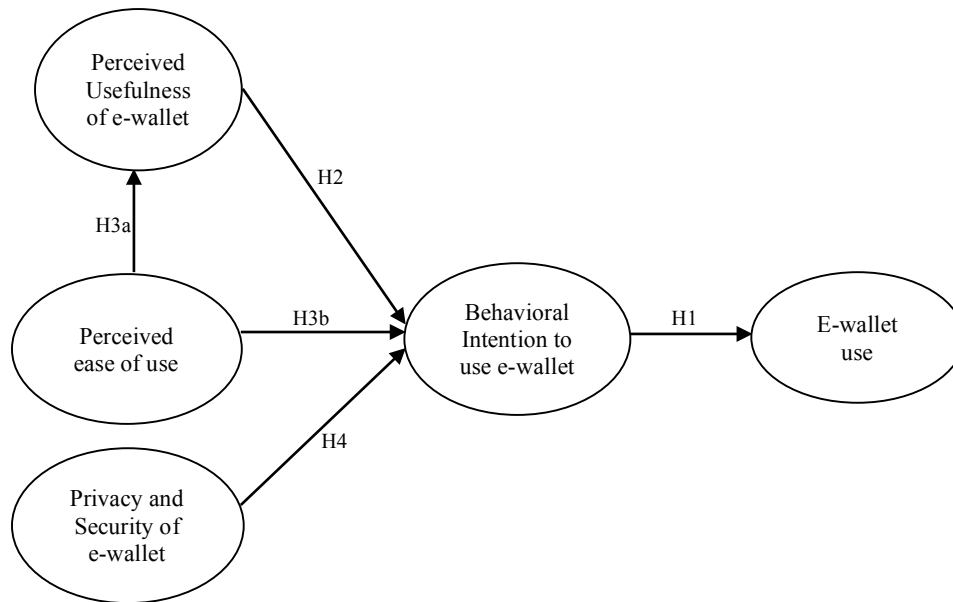 Perceived
Usefulness
of e-wallet
H2
H3a
Perceived
ease of use
H3b
Behavioral
Intention to
use e-wallet
H1
E-wallet
use
H4
Privacy and
Security of
e-wallet